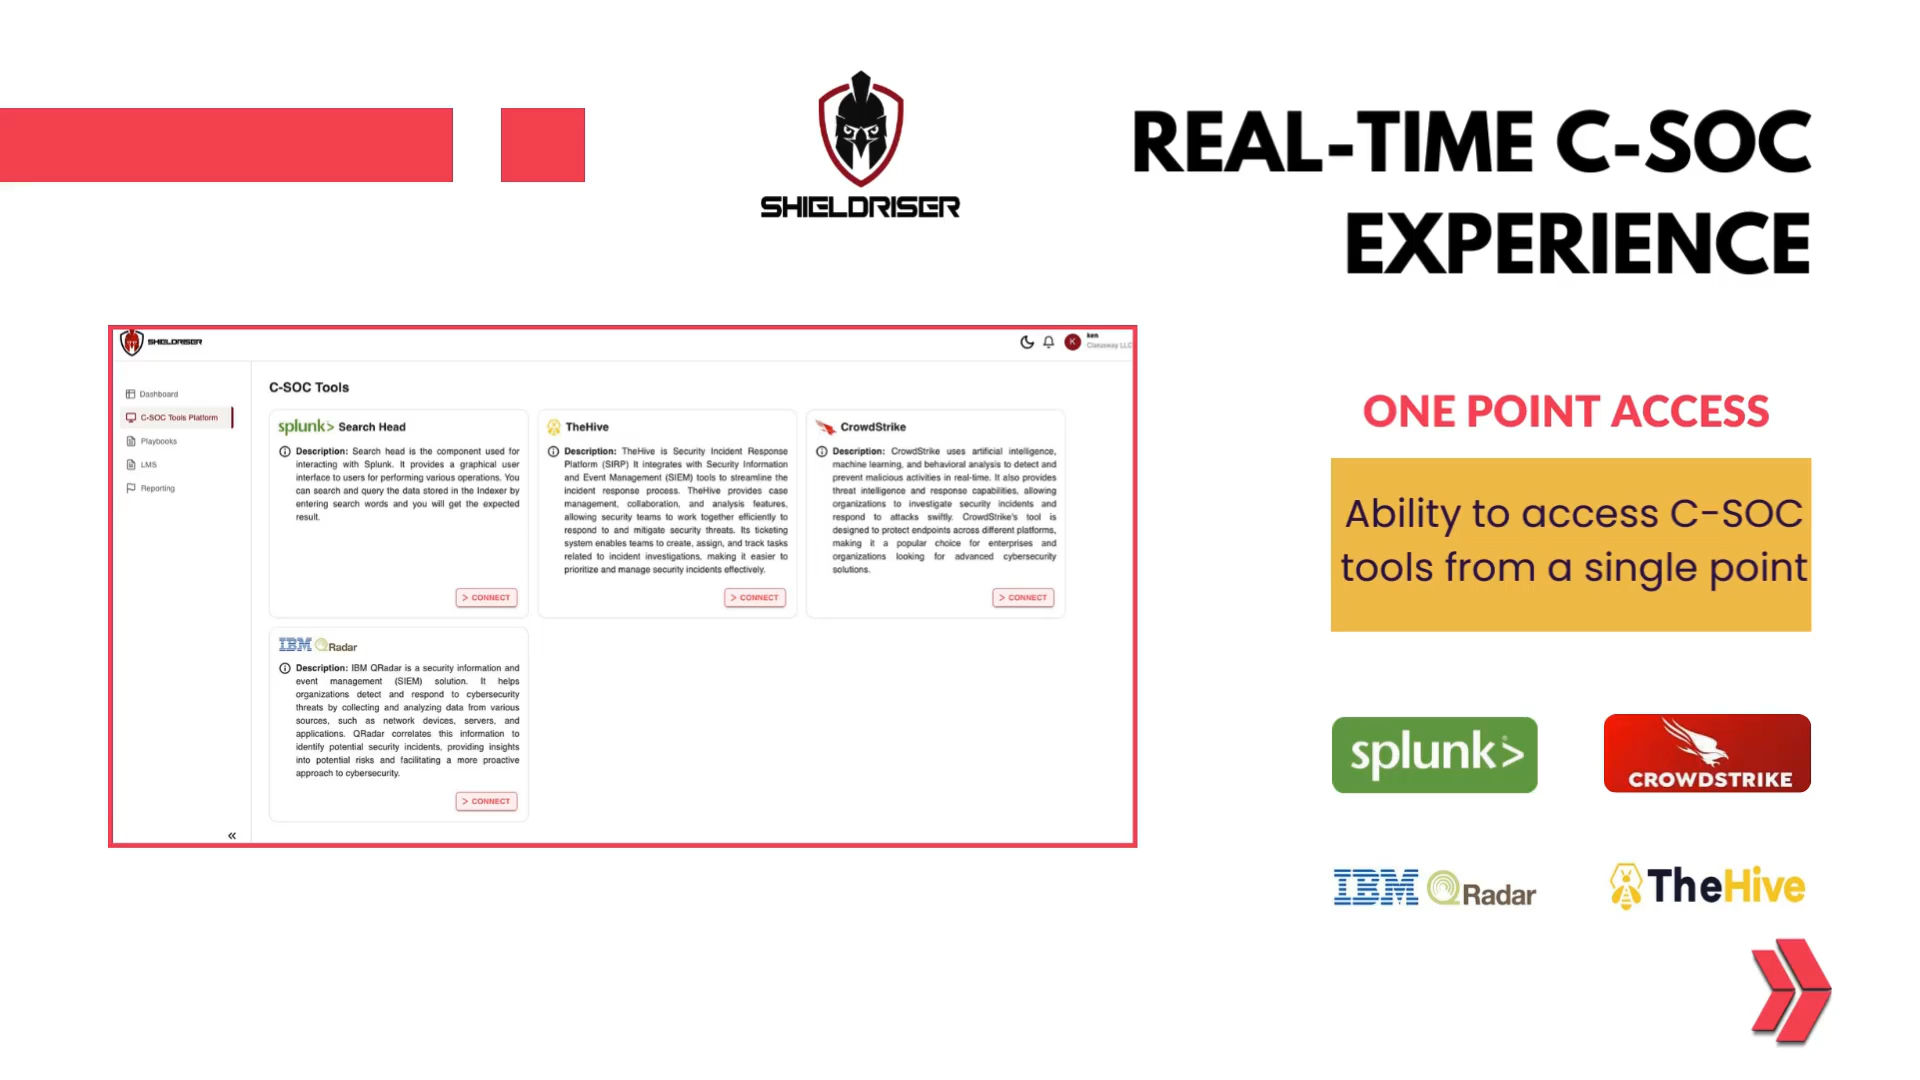 SHIELDRISER
REAL-TIME C-SOC
EXPERIENCE
SHIELDRISER
K
ken
Clarusway LLC
Dashboard
C-SOC Tools Platform
Playbooks
LMS
Reporting
C-SOC Tools
splunk> Search Head
Description: Search head is the component used for
interacting with Splunk. It provides a graphical user
interface to users for performing various operations. You
can search and query the data stored in the Indexer by
entering search words and you will get the expected
result.
> CONNECT
TheHive
Description: TheHive is Security Incident Response
Platform (SIRP) It integrates with Security Information
and Event Management (SIEM) tools to streamline the
incident response process. TheHive provides case
management, collaboration, and analysis features,
allowing security teams to work together efficiently to
respond to and mitigate security threats. Its ticketing
system enables teams to create, assign, and track tasks
related to incident investigations, making it easier to
prioritize and manage security incidents effectively.
> CONNECT
CrowdStrike
Description: CrowdStrike uses artificial intelligence,
machine learning, and behavioral analysis to detect and
prevent malicious activities in real-time. It also provides
threat intelligence and response capabilities, allowing
organizations to investigate security incidents and
respond to attacks swiftly. CrowdStrike's tool is
designed to protect endpoints across different platforms,
making it a popular choice for enterprises and
organizations looking for advanced cybersecurity
solutions.
> CONNECT
IBM QRadar
Description: IBM QRadar is a security information and
event management (SIEM) solution. It helps
organizations detect and respond to cybersecurity
threats by collecting and analyzing data from various
sources, such as network devices, servers, and
applications. QRadar correlates this information to
identify potential security incidents, providing insights
into potential risks and facilitating a more proactive
approach to cybersecurity.
> CONNECT
«
ONE POINT ACCESS
Ability to access C-SOC
tools from a single point
splunk>
CROWDSTRIKE
IBM QRadar
TheHive